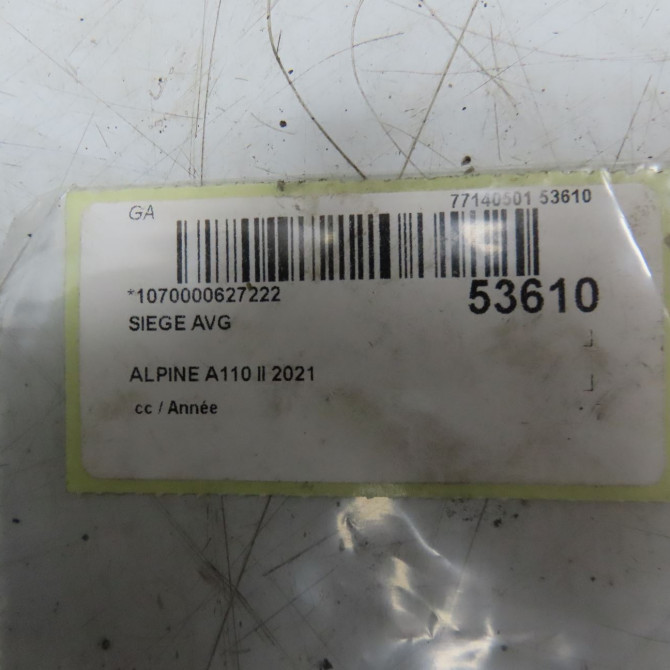 GA
77140501 53610
*1070000627222
53610
SIEGE AVG
ALPINE A110 II 2021
cc / Année